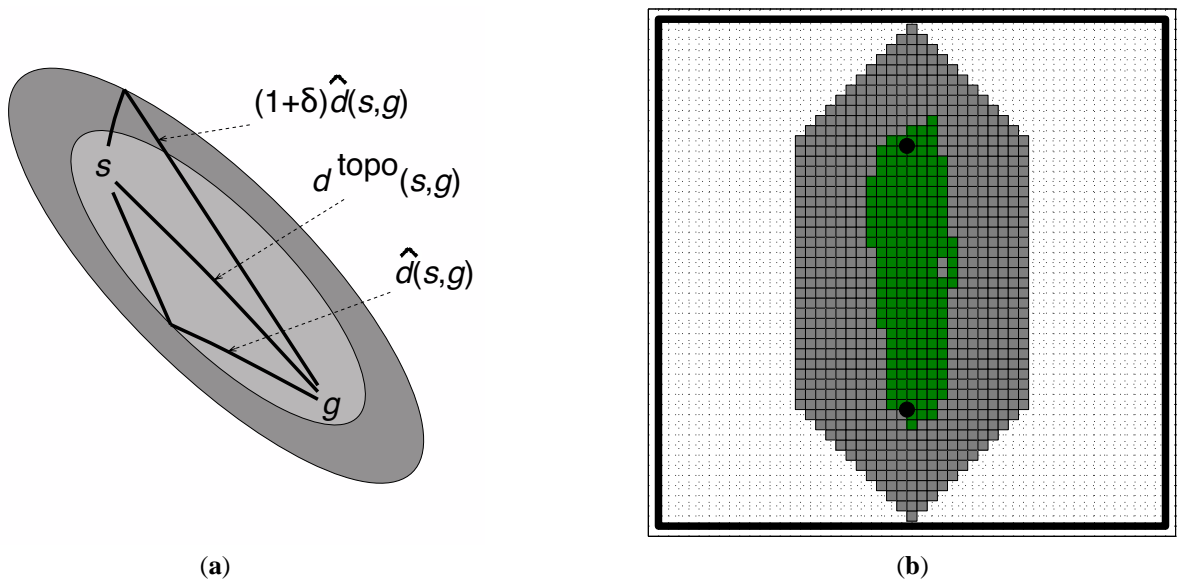 (1+δ)d̂(s,g)
s
d topo(s,g)
d̂(s,g)
g
(a)
(b)